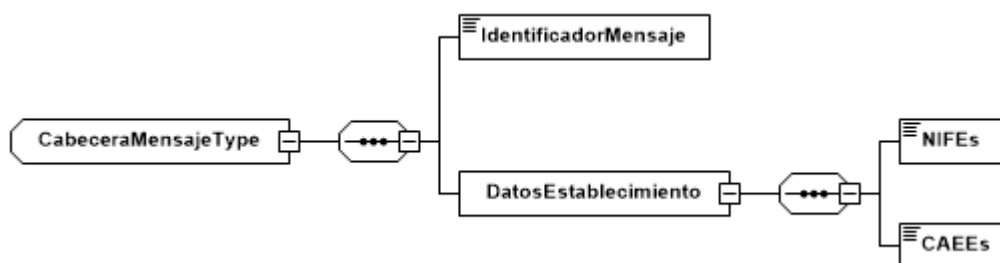 IdentificadorMensaje
CabeceraMensajeType
NIFEs
DatosEstablecimiento
CAEEs